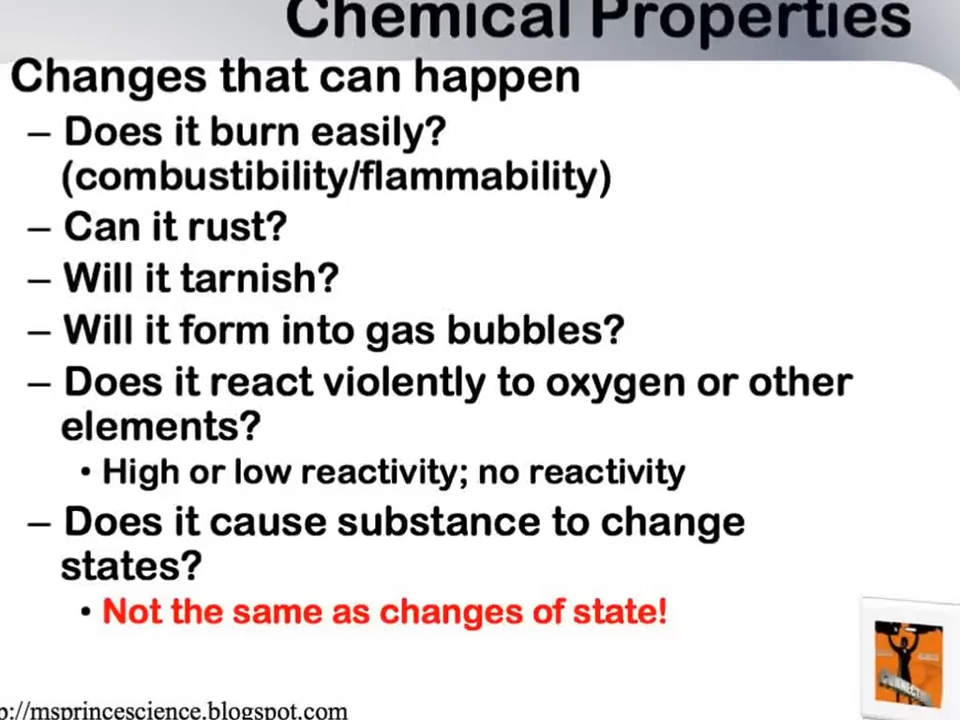 Chemical Properties
Changes that can happen
– Does it burn easily?
(combustibility/flammability)
– Can it rust?
– Will it tarnish?
– Will it form into gas bubbles?
– Does it react violently to oxygen or other
elements?
• High or low reactivity; no reactivity
– Does it cause substance to change
states?
• Not the same as changes of state!
p://msprincescience.blogspot.com